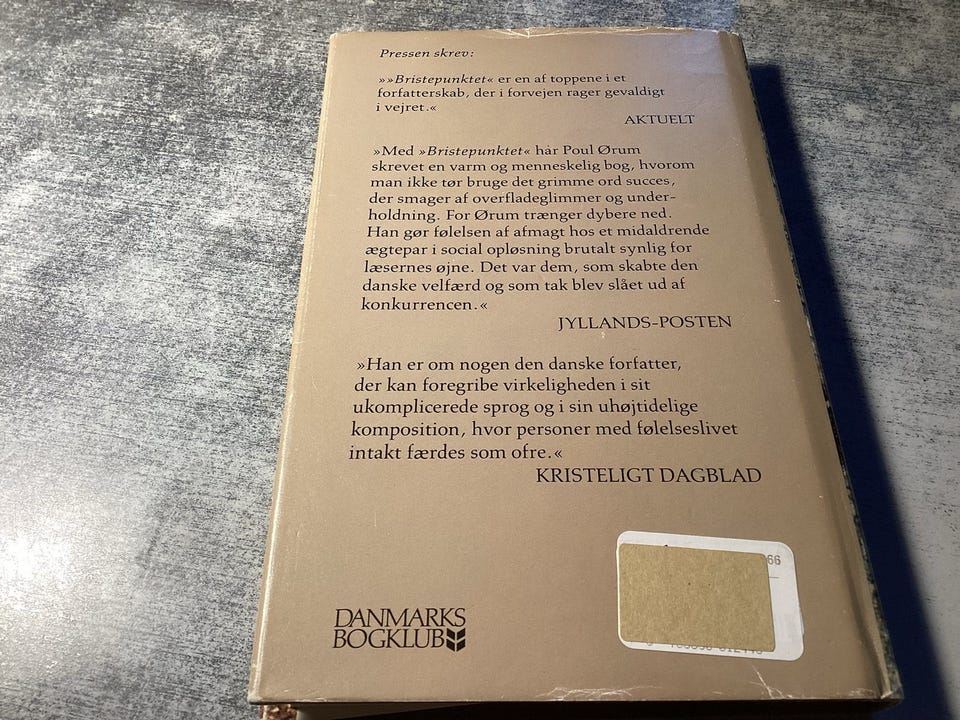 Pressen skrev:
»»Bristepunktet« er en af toppene i et
forfatterskab, der i forvejen rager gevaldigt
i vejret.«
AKTUELT
»Med »Bristepunktet« har Poul Ørum
skrevet en varm og menneskelig bog, hvorom
man ikke tør bruge det grimme ord succes,
der smager af overfladeglimmer og under-
holdning. For Ørum trænger dybere ned.
Han gør følelsen af afmagt hos et midaldrende
ægtepar i social opløsning brutalt synlig for
læsernes øjne. Det var dem, som skabte den
danske velfærd og som tak blev slået ud af
konkurrencen.«
JYLLANDS-POSTEN
»Han er om nogen den danske forfatter,
der kan foregribe virkeligheden i sit
ukomplicerede sprog og i sin uhøjtidelige
komposition, hvor personer med følelseslivet
intakt færdes som ofre.«
KRISTELIGT DAGBLAD
66
DANMARKS
BOGKLUB